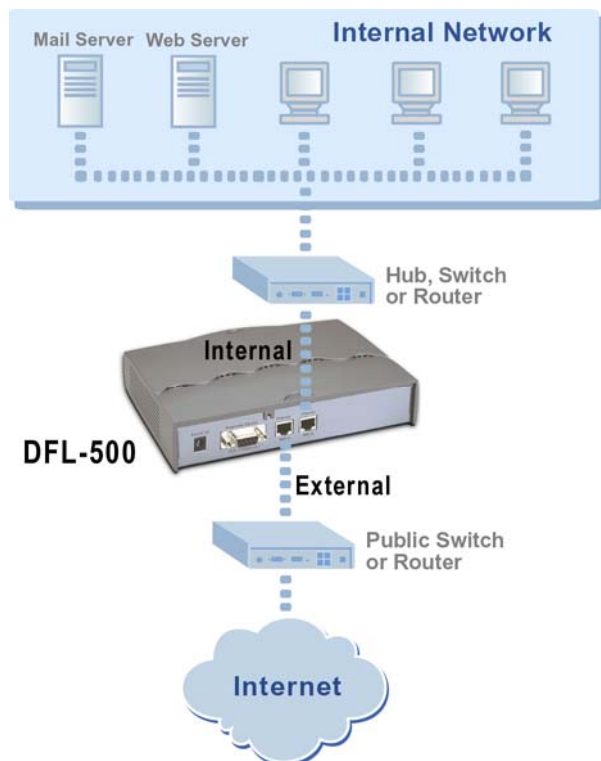 Internal Network
Mail Server
Web Server
Hub, Switch
or Router
Internal
DFL-500
External
Public Switch
or Router
Internet